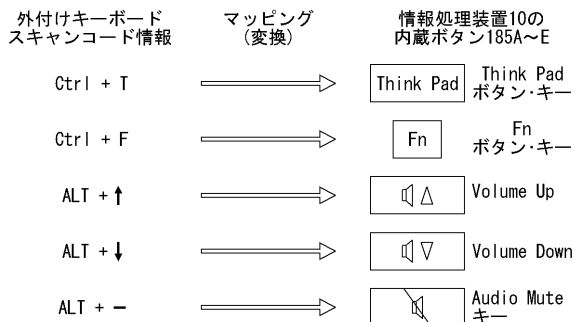 外付けキーボード
スキャンコード情報
マッピング
(変換)
情報処理装置10の
内蔵ボタン185A〜E
Ctrl + T
Think Pad
Think Pad
ボタン・キー
Ctrl + F
Fn
Fn
ボタン・キー
ALT + ↑
Volume Up
ALT + ↓
Volume Down
ALT + −
Audio Mute
キー